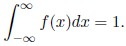 ∫_{-∞}^{∞} f(x)dx = 1.